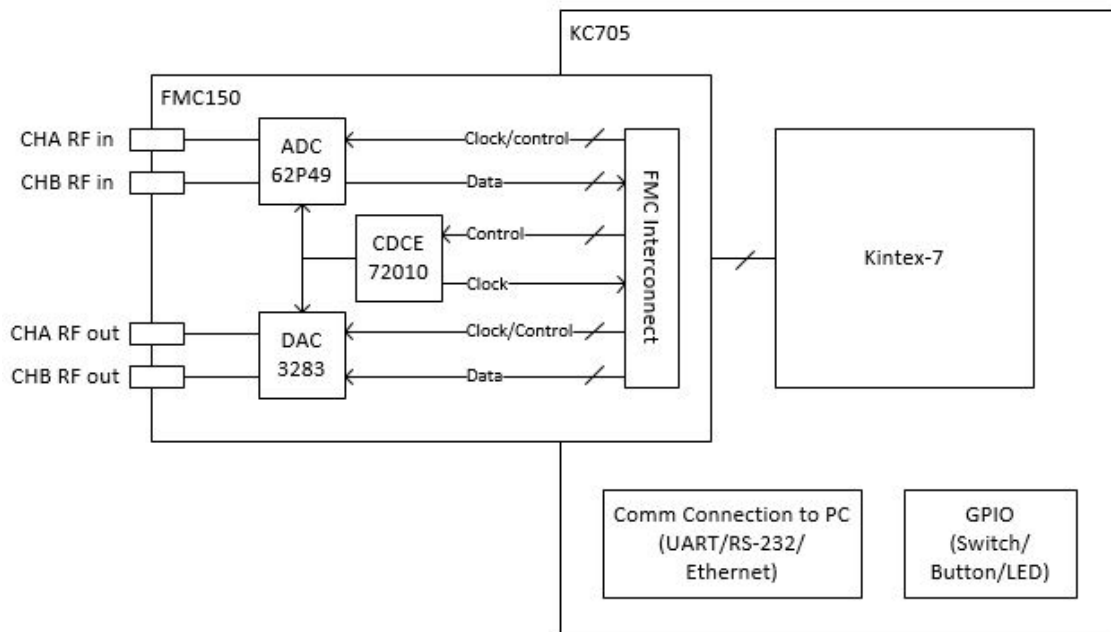 KC705
FMC150
CHA RF in
CHB RF in
ADC
62P49
Clock/control
Data
CDCE
72010
Control
Clock
FMC Interconnect
Kintex-7
CHA RF out
CHB RF out
DAC
3283
Clock/Control
Data
Comm Connection to PC
(UART/RS-232/
Ethernet)
GPIO
(Switch/
Button/LED)